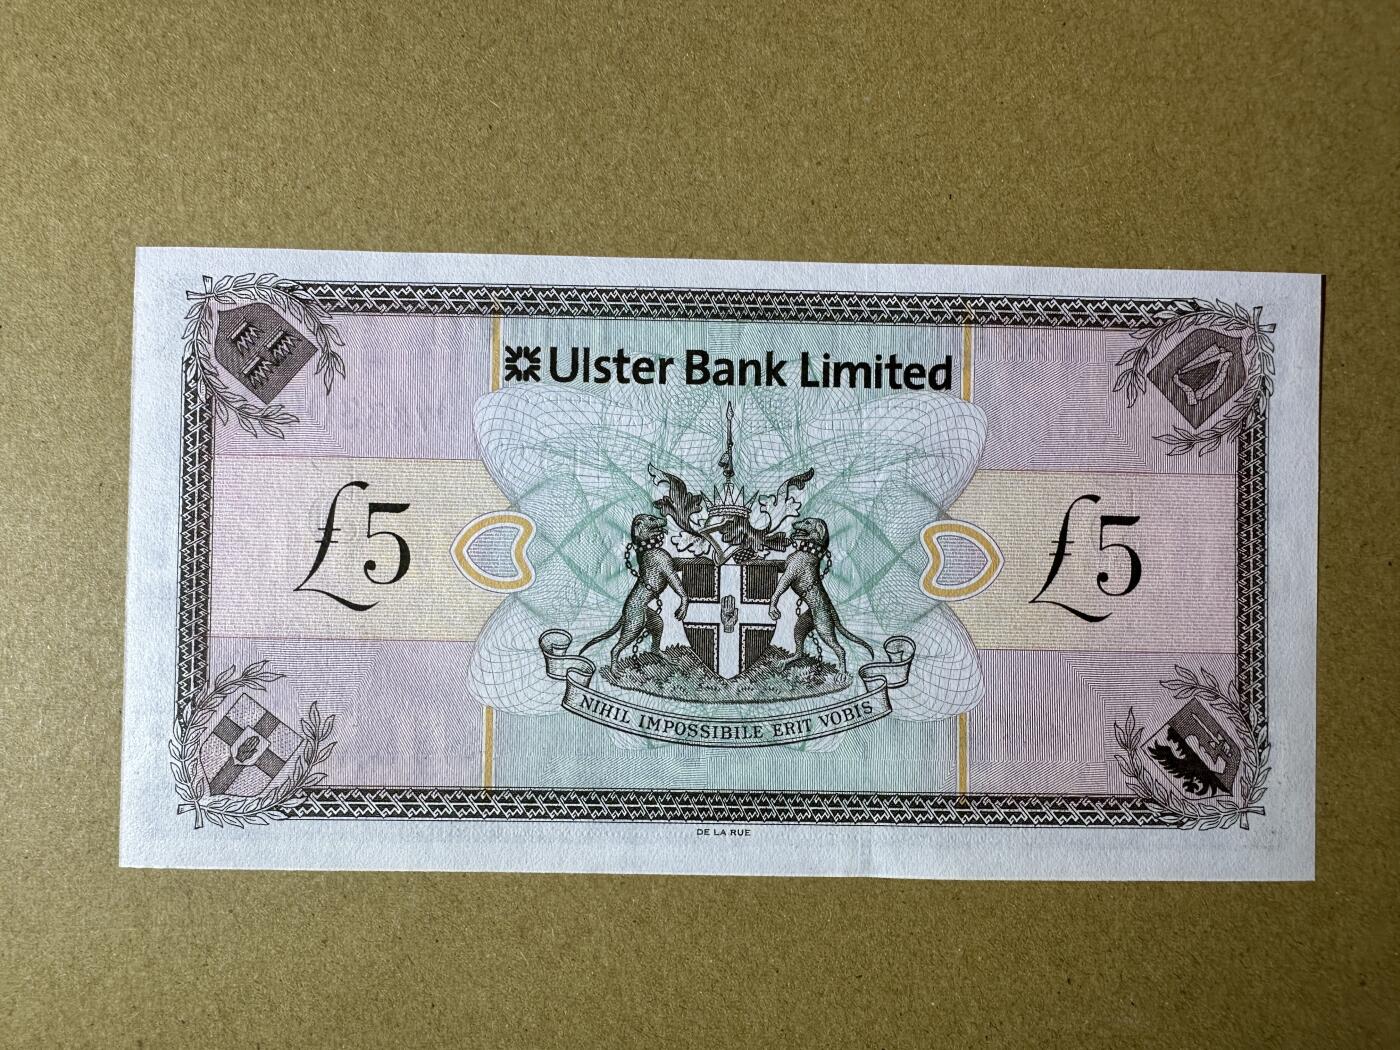 Ulster Bank Limited
£5
£5
NIHIL IMPOSSIBILE ERIT VOBIS
DE LA RUE